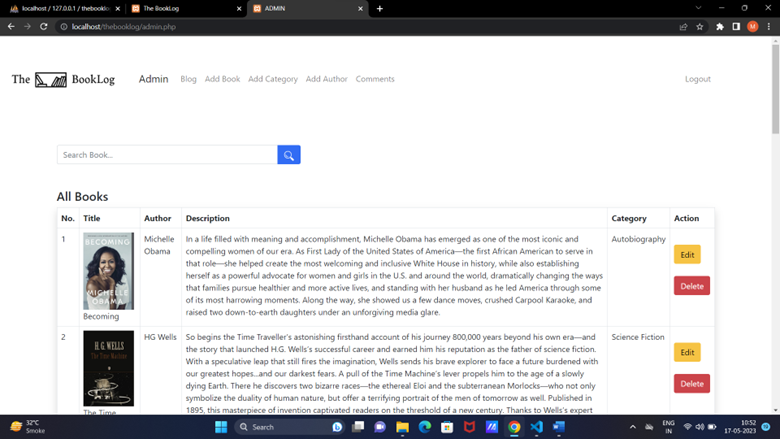 localhost / 127.0.0.1 / thebooklo
The BookLog
ADMIN
localhost/thebooklog/admin.php
M
The BookLog Admin Blog Add Book Add Category Add Author Comments Logout
Search Book...
All Books
No. Title Author Description Category Action
1
BECOMING
MICHELLE
OBAMA
Becoming
Michelle
Obama
In a life filled with meaning and accomplishment, Michelle Obama has emerged as one of the most iconic and
compelling women of our era. As First Lady of the United States of America—the first African American to serve in
that role—she helped create the most welcoming and inclusive White House in history, while also establishing
herself as a powerful advocate for women and girls in the U.S. and around the world, dramatically changing the ways
that families pursue healthier and more active lives, and standing with her husband as he led America through some
of its most harrowing moments. Along the way, she showed us a few dance moves, crushed Carpool Karaoke, and
raised two down-to-earth daughters under an unforgiving media glare.
Autobiography
Edit
Delete
2
H. G. WELLS
The Time Machine
The Time
HG Wells
So begins the Time Traveller's astonishing firsthand account of his journey 800,000 years beyond his own era—and
the story that launched H.G. Wells's successful career and earned him his reputation as the father of science fiction.
With a speculative leap that still fires the imagination, Wells sends his brave explorer to face a future burdened with
our greatest hopes...and our darkest fears. A pull of the Time Machine's lever propels him to the age of a slowly
dying Earth. There he discovers two bizarre races—the ethereal Eloi and the subterranean Morlocks—who not only
symbolize the duality of human nature, but offer a terrifying portrait of the men of tomorrow as well. Published in
1895, this masterpiece of invention captivated readers on the threshold of a new century. Thanks to Wells's expert
Science Fiction
Edit
Delete
32°C
Smoke
Search
ENG
IN
10:52
17-05-2023